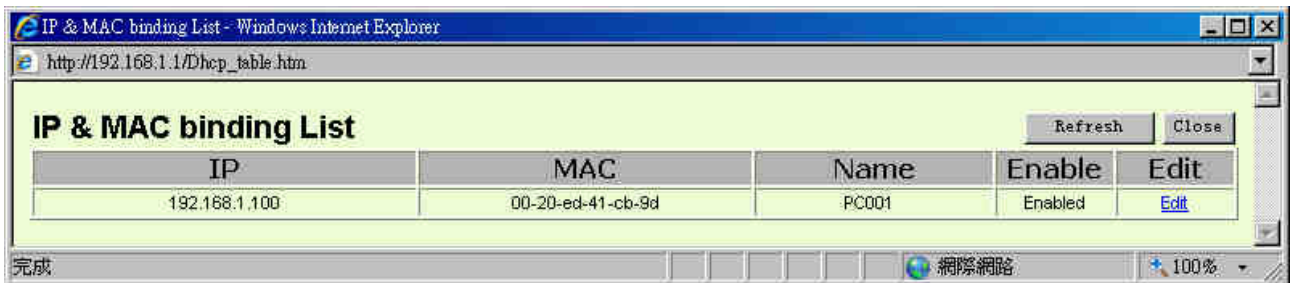 IP & MAC binding List - Windows Internet Explorer
http://192.168.1.1/Dhcp_table.htm
IP & MAC binding List Refresh Close
IP MAC Name Enable Edit
192.168.1.100 00-20-ed-41-cb-9d PC001 Enabled Edit
完成 網際網路 100%